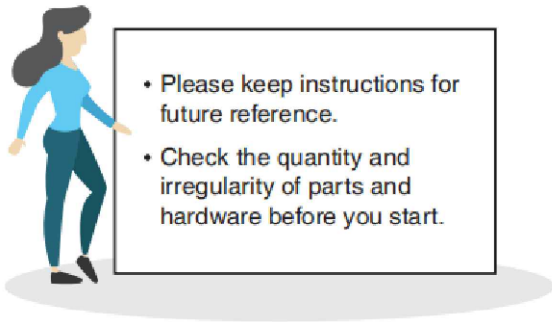 • Please keep instructions for
future reference.
• Check the quantity and
irregularity of parts and
hardware before you start.